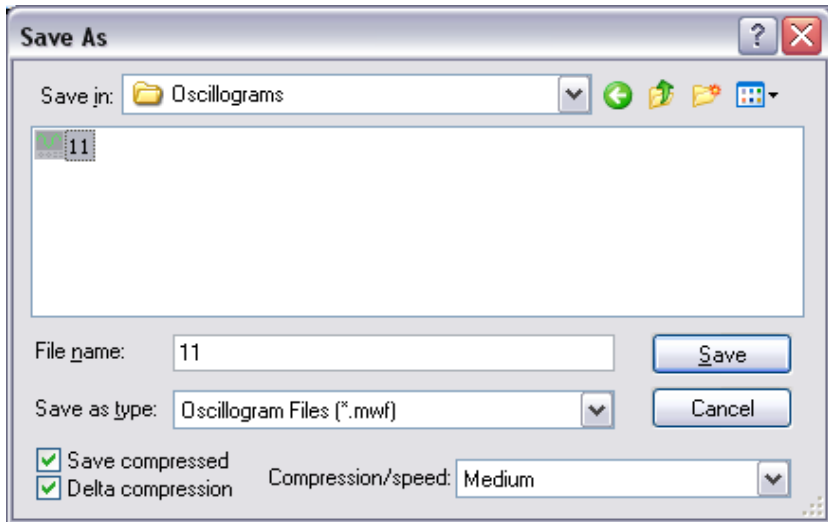 Save As
Save in: Oscillograms
11
File name: 11 Save
Save as type: Oscillogram Files (*.mwf) Cancel
Save compressed
Delta compression Compression/speed: Medium